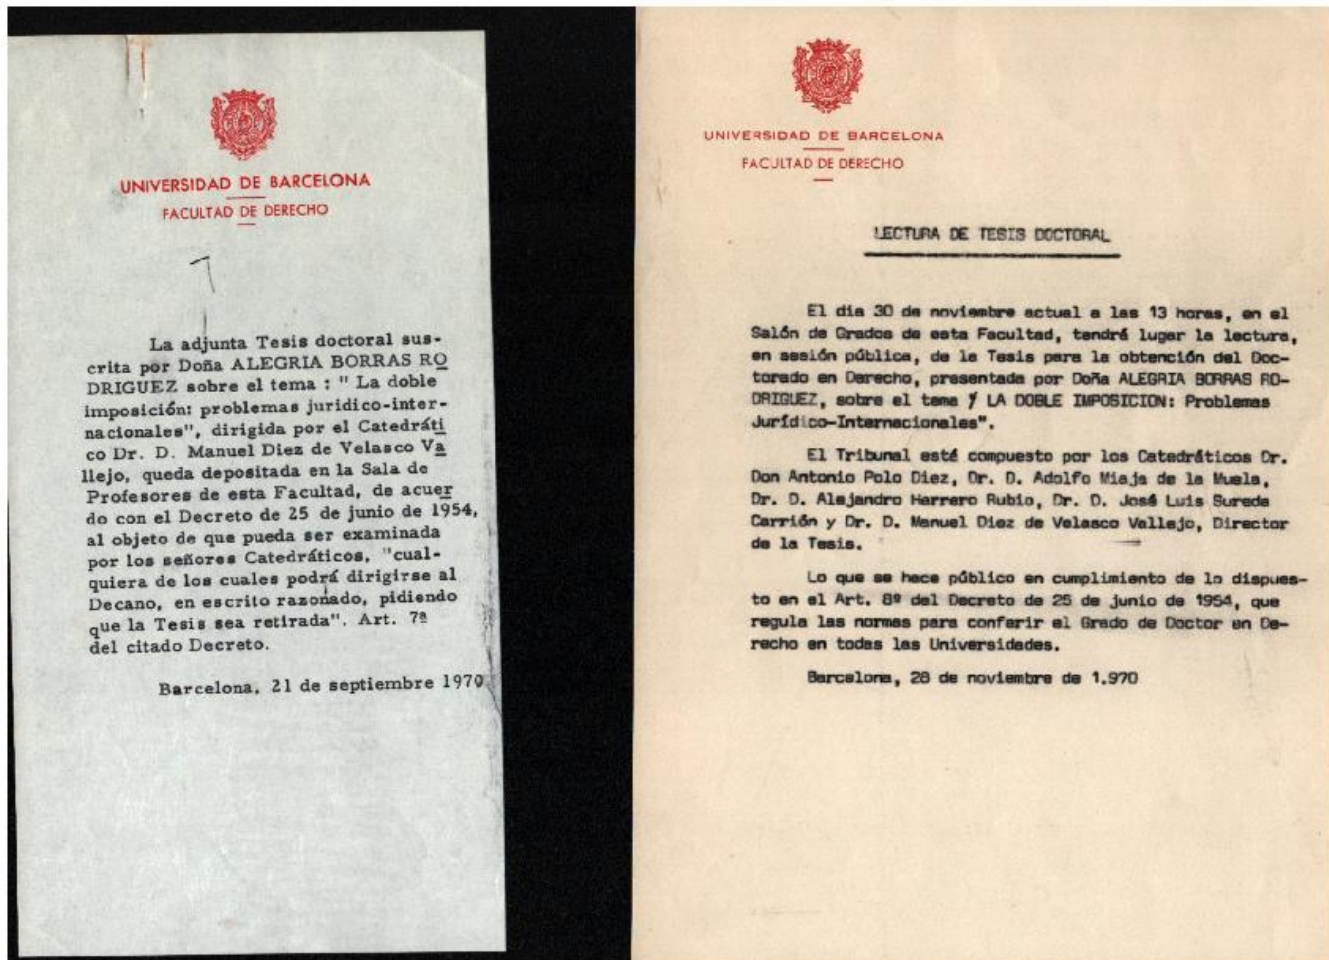 UNIVERSIDAD DE BARCELONA
FACULTAD DE DERECHO
La adjunta Tesis doctoral sus-
crita por Doña ALEGRIA BORRAS RO
DRIGUEZ sobre el tema : " La doble
imposición: problemas juridico-inter-
nacionales", dirigida por el Catedráti
co Dr. D. Manuel Diez de Velasco Va
llejo, queda depositada en la Sala de
Profesores de esta Facultad, de acuer
do con el Decreto de 25 de junio de 1954,
al objeto de que pueda ser examinada
por los señores Catedráticos, "cual-
quiera de los cuales podrá dirigirse al
Decano, en escrito razonado, pidiendo
que la Tesis sea retirada". Art. 7ª
del citado Decreto.
Barcelona, 21 de septiembre 1970
UNIVERSIDAD DE BARCELONA
FACULTAD DE DERECHO
LECTURA DE TESIS DOCTORAL
El dia 30 de noviembre actual a las 13 horas, en el
Salón de Grados de esta Facultad, tendrá lugar la lectura,
en sesión pública, de la Tesis para la obtención del Doc-
torado en Derecho, presentada por Doña ALEGRIA BORRAS RO-
DRIGUEZ, sobre el tema " LA DOBLE IMPOSICION: Problemas
Jurídico-Internacionales".
El Tribunal está compuesto por los Catedráticos Dr.
Don Antonio Polo Diez, Dr. D. Adolfo Miaja de la Muela,
Dr. D. Alejandro Herrero Rubio, Dr. D. José Luis Sureda
Carrión y Dr. D. Manuel Diez de Velasco Vallejo, Director
de la Tesis.
Lo que se hace público en cumplimiento de lo dispues-
to en el Art. 8º del Decreto de 25 de junio de 1954, que
regula las normas para conferir el Grado de Doctor en De-
recho en todas las Universidades.
Barcelona, 28 de noviembre de 1.970